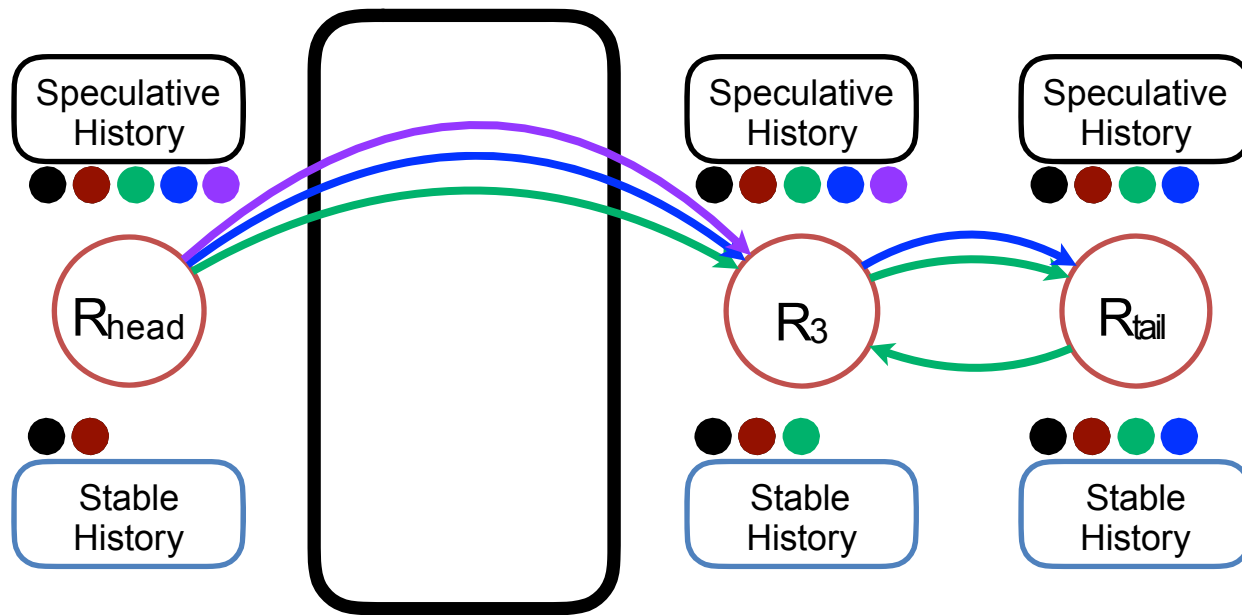 Speculative
History
Speculative
History
Speculative
History
Rhead
R3
Rtail
Stable
History
Stable
History
Stable
History